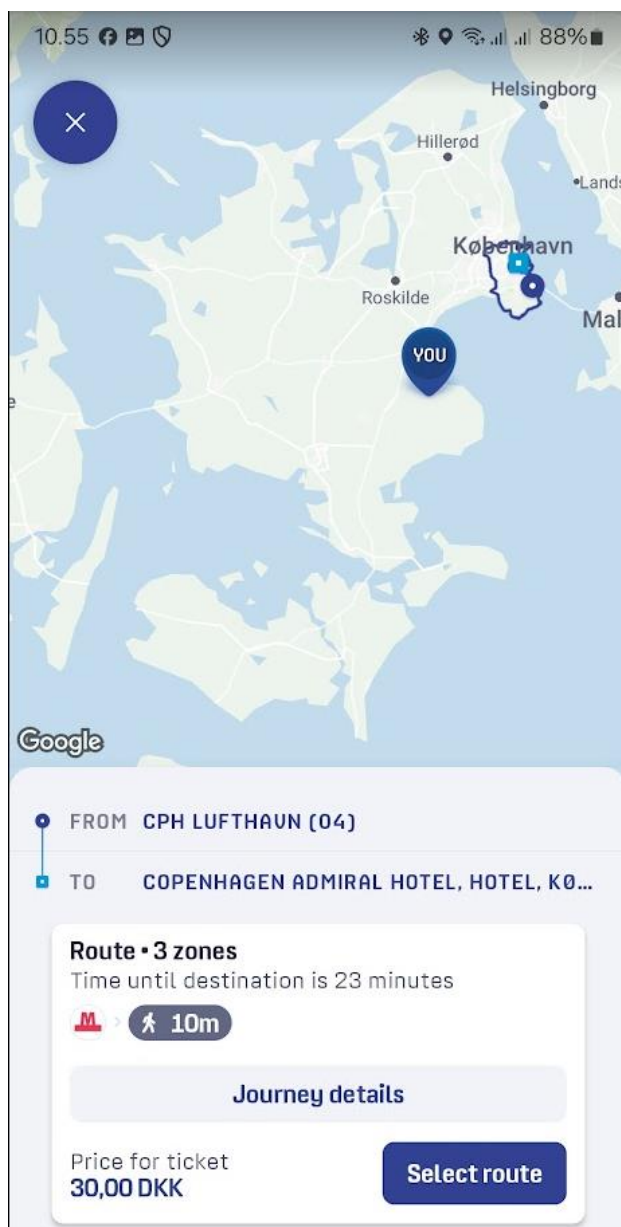 10.55 88%
Helsingborg
Hillerød
Lands
København
Roskilde
Mal
YOU
e
Google
FROM CPH LUFTHAVN (04)
TO COPENHAGEN ADMIRAL HOTEL, HOTEL, KØ...
Route • 3 zones
Time until destination is 23 minutes
M > 10m
Journey details
Price for ticket
30,00 DKK
Select route